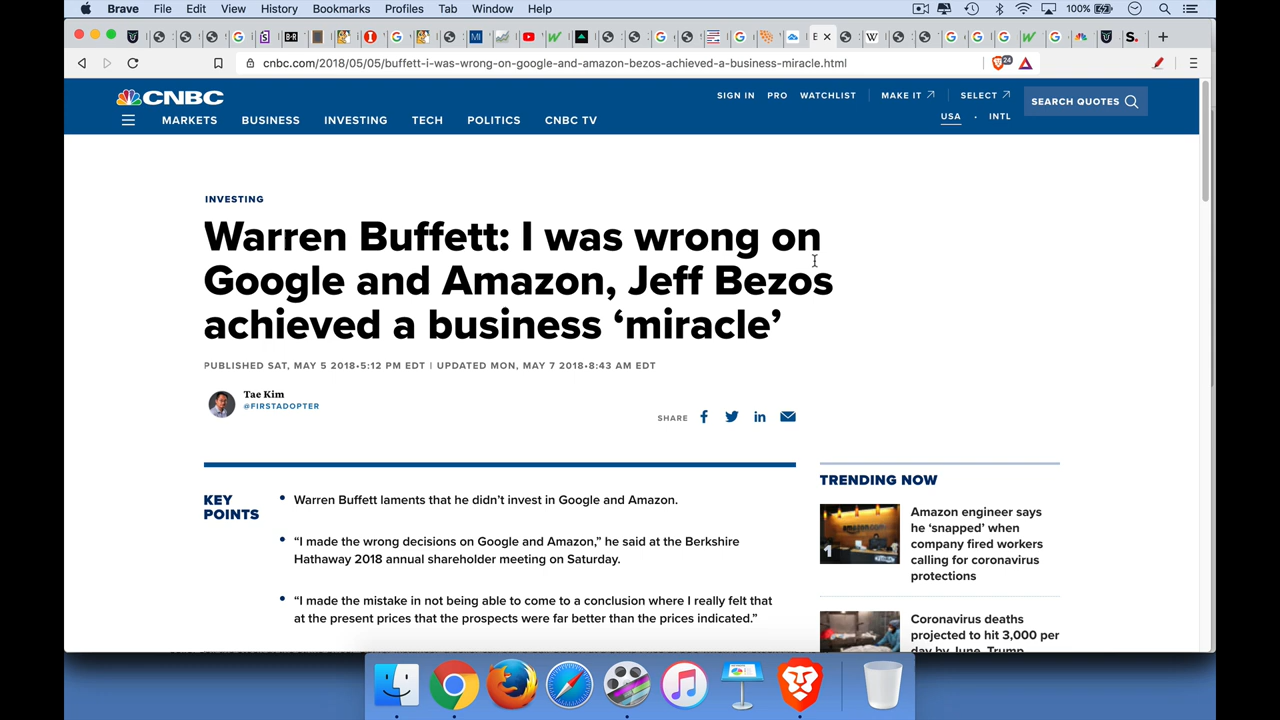 Brave File Edit View History Bookmarks Profiles Tab Window Help 100%
cnbc.com/2018/05/05/buffett-i-was-wrong-on-google-and-amazon-bezos-achieved-a-business-miracle.html 24
CNBC
SIGN IN PRO WATCHLIST MAKE IT SELECT SEARCH QUOTES
MARKETS BUSINESS INVESTING TECH POLITICS CNBC TV
USA · INTL
INVESTING
Warren Buffett: I was wrong on
Google and Amazon, Jeff Bezos
achieved a business ‘miracle’
PUBLISHED SAT, MAY 5 2018•5:12 PM EDT | UPDATED MON, MAY 7 2018•8:43 AM EDT
Tae Kim
@FIRSTADOPTER
SHARE
KEY
POINTS
Warren Buffett laments that he didn’t invest in Google and Amazon.
“I made the wrong decisions on Google and Amazon,” he said at the Berkshire
Hathaway 2018 annual shareholder meeting on Saturday.
“I made the mistake in not being able to come to a conclusion where I really felt that
at the present prices that the prospects were far better than the prices indicated.”
TRENDING NOW
1
Amazon engineer says
he ‘snapped’ when
company fired workers
calling for coronavirus
protections
Coronavirus deaths
projected to hit 3,000 per
day by June, Trump